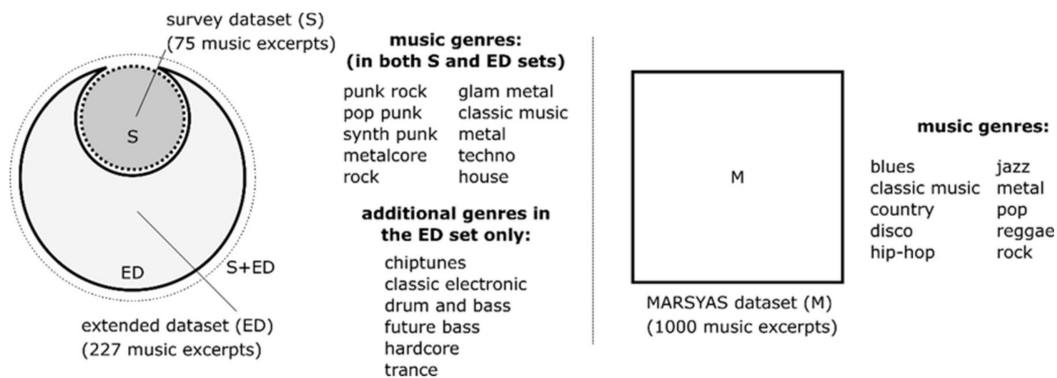 survey dataset (S)
(75 music excerpts)
S
ED
S+ED
extended dataset (ED)
(227 music excerpts)
music genres:
(in both S and ED sets)
punk rock glam metal
pop punk classic music
synth punk metal
metalcore techno
rock house
additional genres in
the ED set only:
chiptunes
classic electronic
drum and bass
future bass
hardcore
trance
M
MARSYAS dataset (M)
(1000 music excerpts)
music genres:
blues jazz
classic music metal
country pop
disco reggae
hip-hop rock